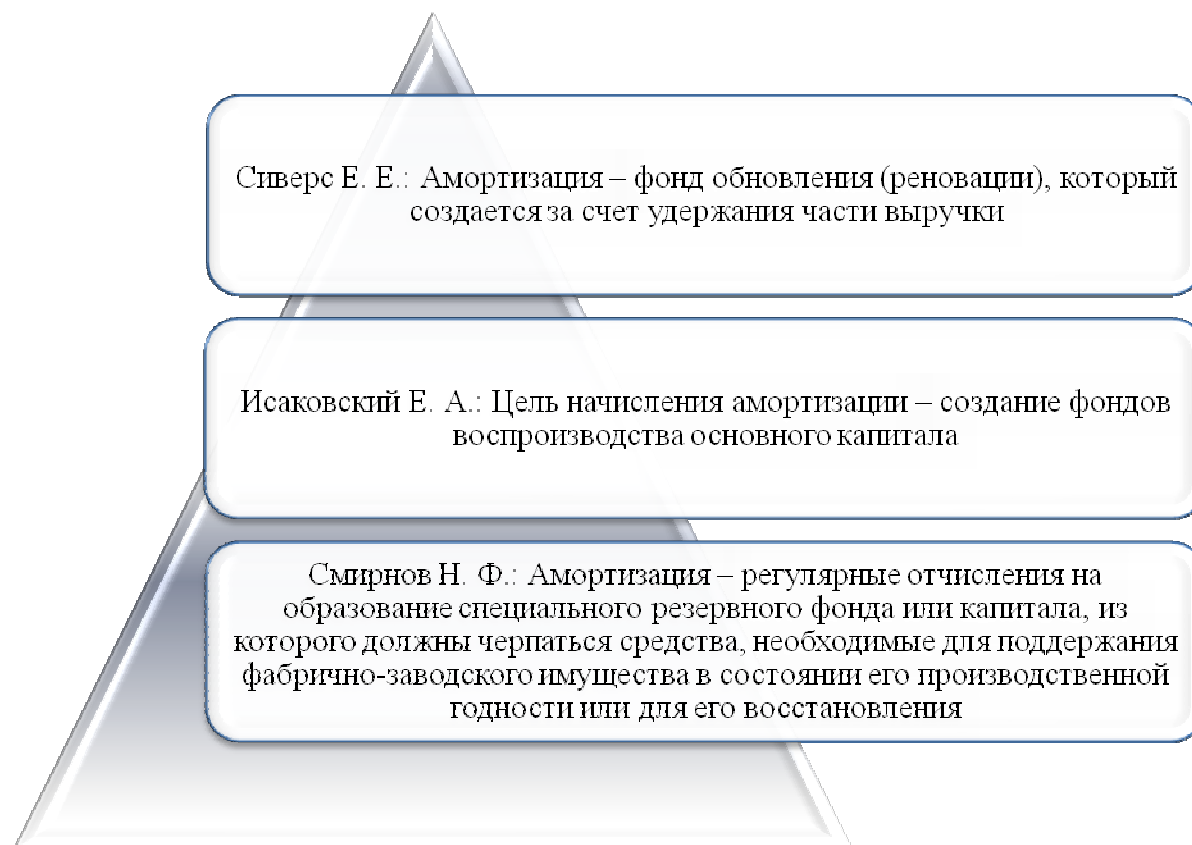 Сиверс Е. Е.: Амортизация – фонд обновления (реновации), который
создается за счет удержания части выручки
Исаковский Е. А.: Цель начисления амортизации – создание фондов
воспроизводства основного капитала
Смирнов Н. Ф.: Амортизация – регулярные отчисления на
образование специального резервного фонда или капитала, из
которого должны черпаться средства, необходимые для поддержания
фабрично-заводского имущества в состоянии его производственной
годности или для его восстановления